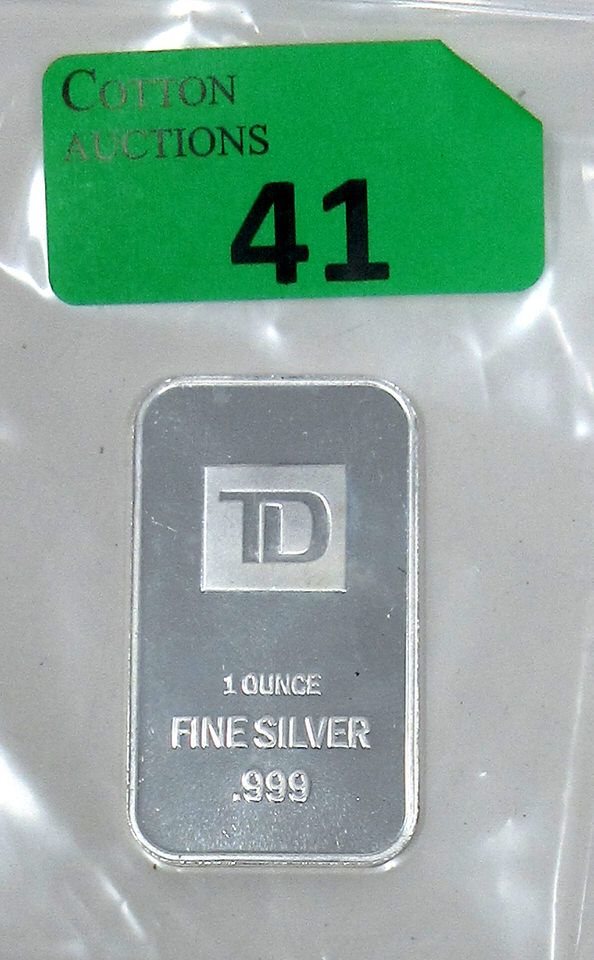 COTTON
AUCTIONS
41
TD
1 OUNCE
FINE SILVER
.999